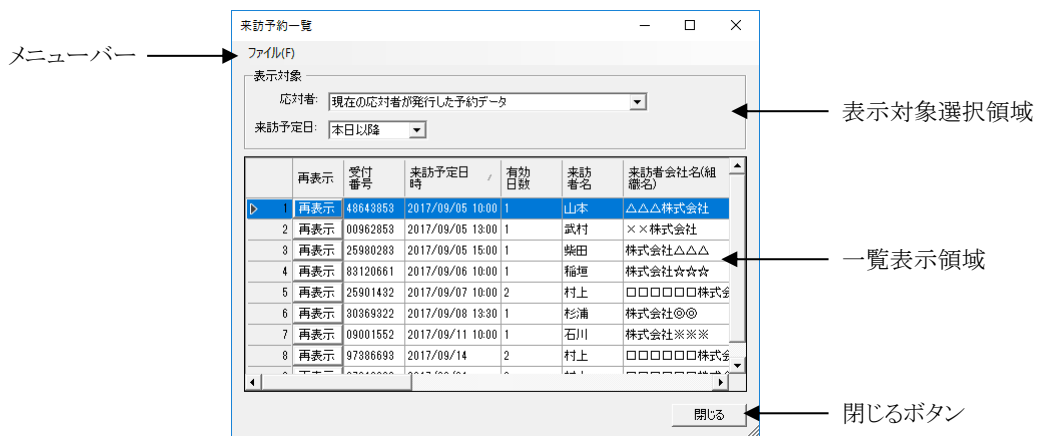 来訪予約一覧
メニューバー
ファイル(F)
表示対象
応対者: 現在の応対者が発行した予約データ
来訪予定日: 本日以降
表示対象選択領域
再表示 受付番号 来訪予定日時 有効日数 来訪者名 来訪者会社名(組織名)
1 再表示 48643853 2017/09/05 10:00 1 山本 △△△株式会社
2 再表示 00962853 2017/09/05 13:00 1 武村 ××株式会社
3 再表示 25980283 2017/09/05 15:00 1 柴田 株式会社△△△
4 再表示 83120661 2017/09/06 10:00 1 稲垣 株式会社☆☆☆
5 再表示 25901432 2017/09/07 10:00 2 村上 □□□□□□株式会
6 再表示 30369322 2017/09/08 13:30 1 杉浦 株式会社◎◎
7 再表示 09001552 2017/09/11 10:00 1 石川 株式会社※※※
8 再表示 97386693 2017/09/14 2 村上 □□□□□□株式会
一覧表示領域
閉じる
閉じるボタン